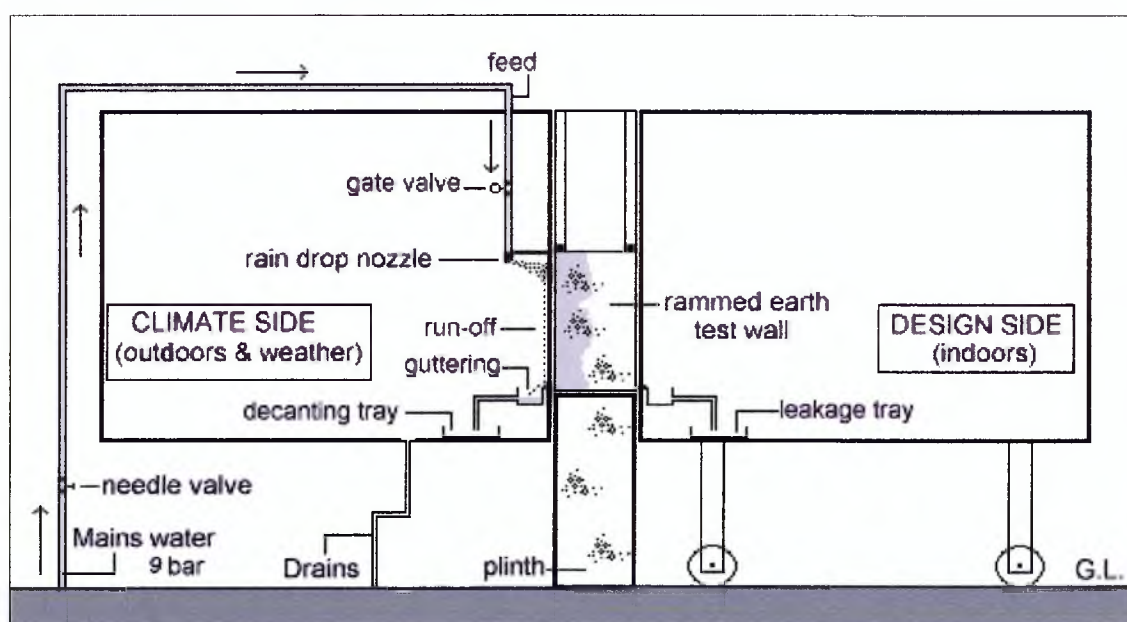 feed
gate valve
rain drop nozzle
CLIMATE SIDE
(outdoors & weather)
run-off
guttering
decanting tray
rammed earth
test wall
DESIGN SIDE
(indoors)
leakage tray
needle valve
Mains water
9 bar
Drains
plinth
G.L.